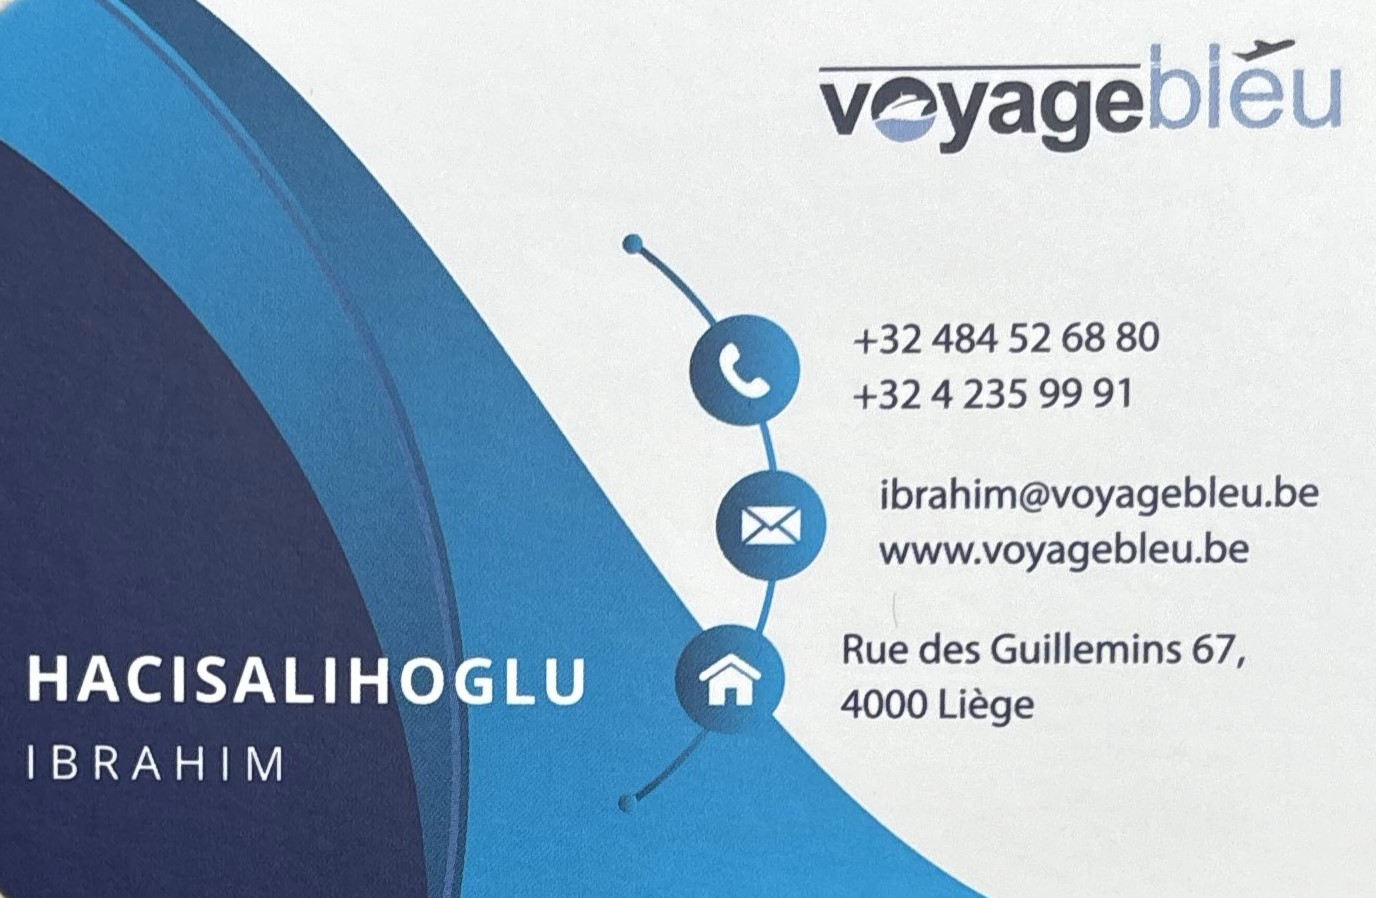 voyagebleu
+32 484 52 68 80
+32 4 235 99 91
ibrahim@voyagebleu.be
www.voyagebleu.be
Rue des Guillemins 67,
4000 Liège
HACISALIHOGLU
IBRAHIM